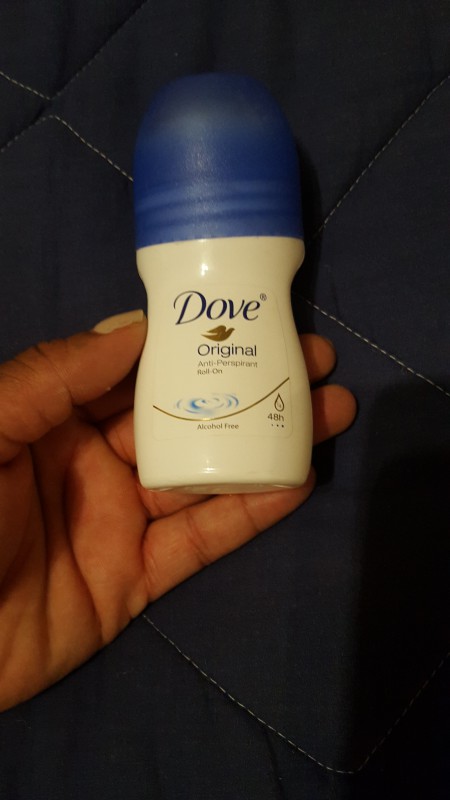 Dove®
Original
Anti-Perspirant
Roll-On
Alcohol Free
48h